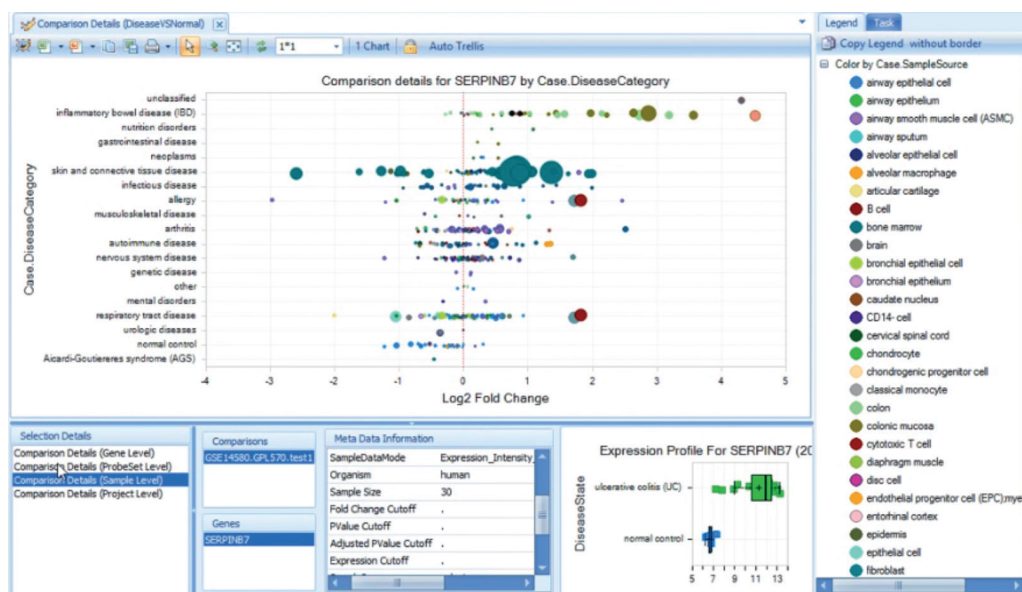 Comparison Details (DiseaseVSNormal)
1*1
1 Chart
Auto Trellis
Comparison details for SERPINB7 by Case.DiseaseCategory
Case.DiseaseCategory
unclassified
inflammatory bowel disease (IBD)
nutrition disorders
gastrointestinal disease
neoplasms
skin and connective tissue disease
infectious disease
allergy
musculoskeletal disease
arthritis
autoimmune disease
nervous system disease
genetic disease
other
mental disorders
respiratory tract disease
urologic diseases
normal control
Aicardi-Goutiereres syndrome (AGS)
-4 -3 -2 -1 0 1 2 3 4 5
Log2 Fold Change
Legend Task
Copy Legend without border
Color by Case.SampleSource
airway epithelial cell
airway epithelium
airway smooth muscle cell (ASMC)
airway sputum
alveolar epithelial cell
alveolar macrophage
articular cartilage
B cell
bone marrow
brain
bronchial epithelial cell
bronchial epithelium
caudate nucleus
CD14- cell
cervical spinal cord
chondrocyte
chondrogenic progenitor cell
classical monocyte
colon
colonic mucosa
cytotoxic T cell
diaphragm muscle
disc cell
endothelial progenitor cell (EPC);mye
entorhinal cortex
epidermis
epithelial cell
fibroblast
Selection Details
Comparison Details (Gene Level)
Comparison Details (ProbeSet Level)
Comparison Details (Sample Level)
Comparison Details (Project Level)
Comparisons
GSE14580.GPL570.test1
Genes
SERPINB7
Meta Data Information
SampleDataMode Expression_Intensity_
Organism human
Sample Size 30
Fold Change Cutoff .
PValue Cutoff .
Adjusted PValue Cutoff .
Expression Cutoff .
Expression Profile For SERPINB7 (20
DiseaseState
ulcerative colitis (UC)
normal control
5 7 9 11 13